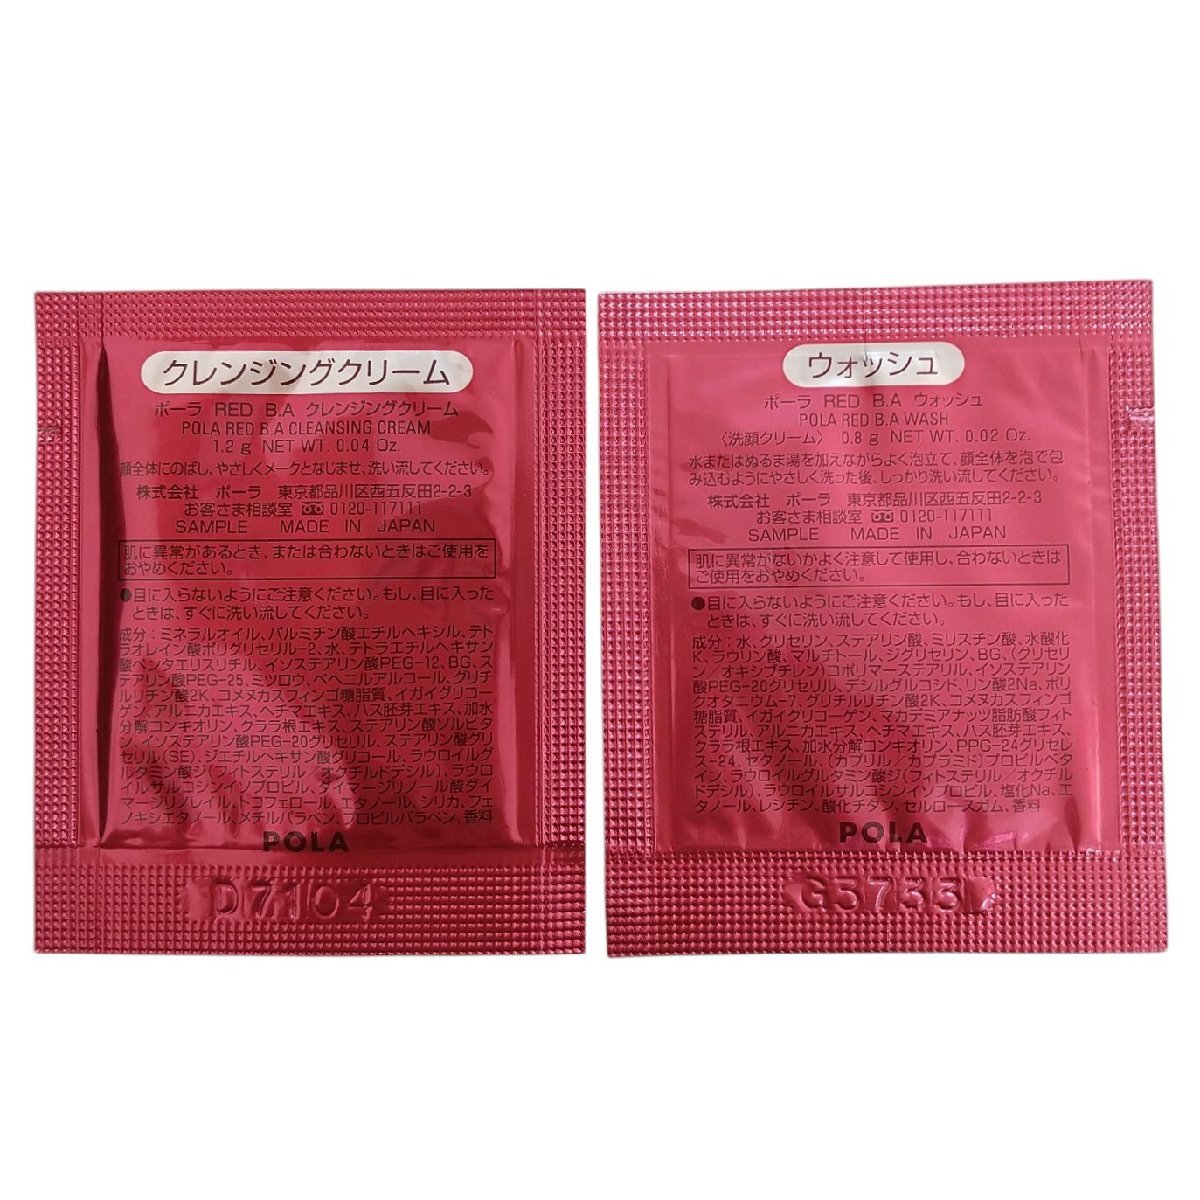 クレンジングクリーム
ポーラ RED B.A クレンジングクリーム
POLA RED B.A CLEANSING CREAM
1.2 g NET WT. 0.04 Oz.
顔全体にのばし、やさしくメークとなじませ、洗い流してください。
株式会社 ポーラ 東京都品川区西五反田2-2-3
お客さま相談室 0120-117111
SAMPLE MADE IN JAPAN
肌に異常があるとき、または合わないときはご使用を
おやめください。
●目に入らないようにご注意ください。もし、目に入った
ときは、すぐに洗い流してください。
成分：ミネラルオイル、パルミチン酸エチルヘキシル、テト
ラオレイン酸ポリグリセリル-2、水、テトラエチルヘキサン
酸ペンタエリスリチル、イソステアリン酸PEG-12、BG、ス
テアリン酸PEG-25、ミツロウ、ベヘニルアルコール、グリチ
ルリチン酸2K、コメヌカスフィンゴ糖脂質、イガイグリコー
ゲン、アルニカエキス、ヘチマエキス、ハス胚芽エキス、加水
分解コンキオリン、クララ根エキス、ステアリン酸ソルビタ
ン、イソステアリン酸PEG-20グリセリル、ステアリン酸グリ
セリル(SE)、ジエチルヘキサン酸グリコール、ラウロイルグ
ルタミン酸ジ(フィトステリル／オクチルドデシル)、ラウロ
イルサルコシンイソプロピル、ダイマージリノール酸ダイ
マージリノレイル、トコフェロール、エタノール、シリカ、フェ
ノキシエタノール、メチルパラベン、プロピルパラベン、香料
POLA
D7104
ウォッシュ
ポーラ RED B.A ウォッシュ
POLA RED B.A WASH
〈洗顔クリーム〉 0.8 g NET WT. 0.02 Oz.
水またはぬるま湯を加えながらよく泡立て、顔全体を泡で包
み込むようにやさしく洗った後、しっかり洗い流してください。
株式会社 ポーラ 東京都品川区西五反田2-2-3
お客さま相談室 0120-117111
SAMPLE MADE IN JAPAN
肌に異常がないかよく注意して使用し、合わないときは
ご使用をおやめください。
●目に入らないようにご注意ください。もし、目に入った
ときは、すぐに洗い流してください。
成分：水、グリセリン、ステアリン酸、ミリスチン酸、水酸化
K、ラウリン酸、マルチトール、ジグリセリン、BG、(グリセリ
ン／オキシブチレン)コポリマーステアリル、イソステアリン
酸PEG-20グリセリル、デシルグルコシド、リン酸2Na、ポリ
クオタニウム-7、グリチルリチン酸2K、コメヌカスフィンゴ
糖脂質、イガイグリコーゲン、マカデミアナッツ脂肪酸フィト
ステリル、アルニカエキス、ヘチマエキス、ハス胚芽エキス、
クララ根エキス、加水分解コンキオリン、PPG-24グリセレ
ス-24、セタノール、(カプリル／カプラミド)プロピルベタ
イン、ラウロイルグルタミン酸ジ(フィトステリル／オクチル
ドデシル)、ラウロイルサルコシンイソプロピル、塩化Na、エ
タノール、レシチン、酸化チタン、セルロースガム、香料
POLA
G3733